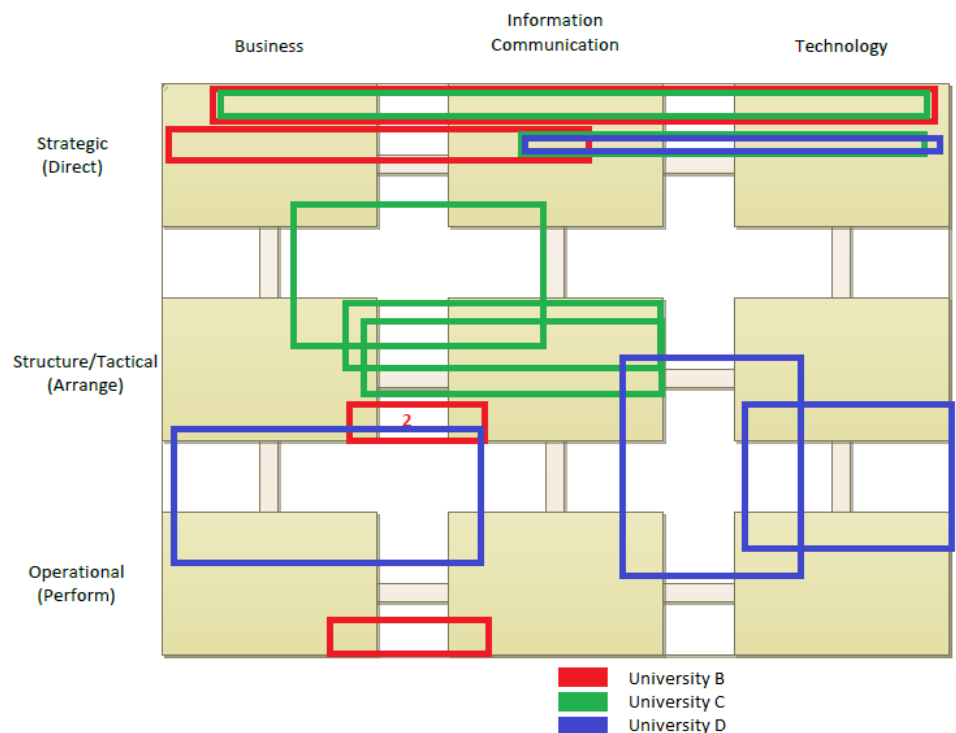 Business
Information
Communication
Technology
Strategic
(Direct)
Structure/Tactical
(Arrange)
2
Operational
(Perform)
University B
University C
University D